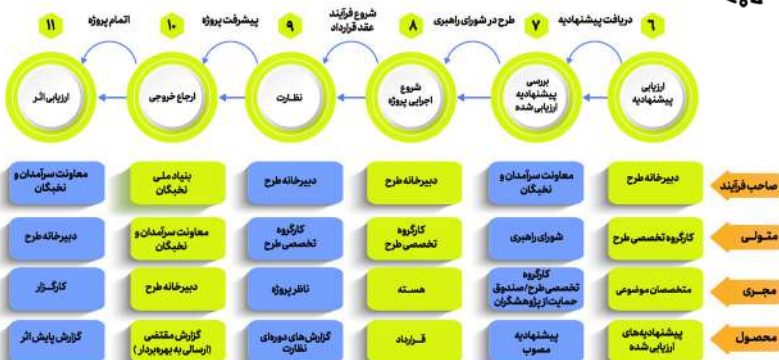 ۶
دریافت پیشنهادیه
۷
طرح در شورای راهبری
۸
شروع فرآیند
عقد قرارداد
۹
پیشرفت پروژه
۱۰
اتمام پروژه
۱۱
ارزیابی
پیشنهادیه
بررسی
پیشنهادیه
ارزیابی شده
شروع
اجرایی پروژه
نظارت
ارجاع خروجی
ارزیابی اثر
صاحب فرآیند
دبیرخانه طرح
معاونت سرآمدان و
نخبگان
دبیرخانه طرح
دبیرخانه طرح
بنیاد ملی
نخبگان
معاونت سرآمدان و
نخبگان
متولی
کارگروه تخصصی طرح
شورای راهبری
کارگروه
تخصصی طرح
کارگروه
تخصصی طرح
معاونت سرآمدان و
نخبگان
دبیرخانه طرح
مجری
متخصصان موضوعی
کارگروه
تخصصی طرح/صندوق
حمایت از پژوهشگران
هسته
ناظر پروژه
دبیرخانه طرح
کارگزار
محصول
پیشنهادیه‌های
ارزیابی شده
پیشنهادیه
مصوب
قرارداد
گزارش‌های دوره‌ای
نظارت
گزارش مقتضی
(ارسالی به بهره‌بردار)
گزارش پایش اثر